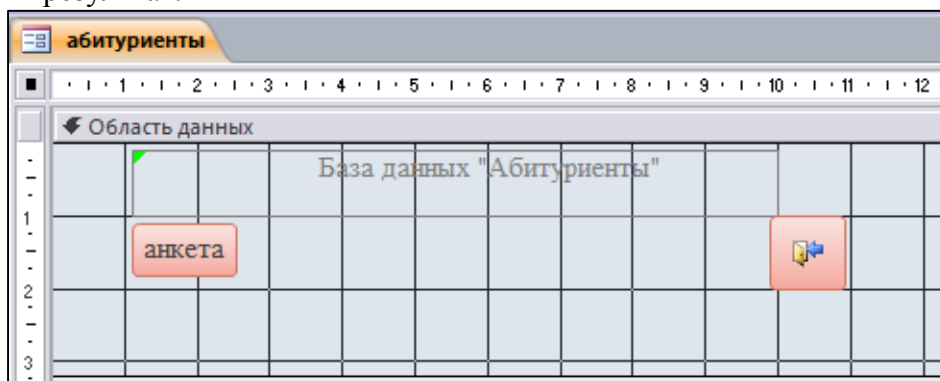 абитуриенты
1 2 3 4 5 6 7 8 9 10 11 12
Область данных
База данных "Абитуриенты"
1
анкета
2
3